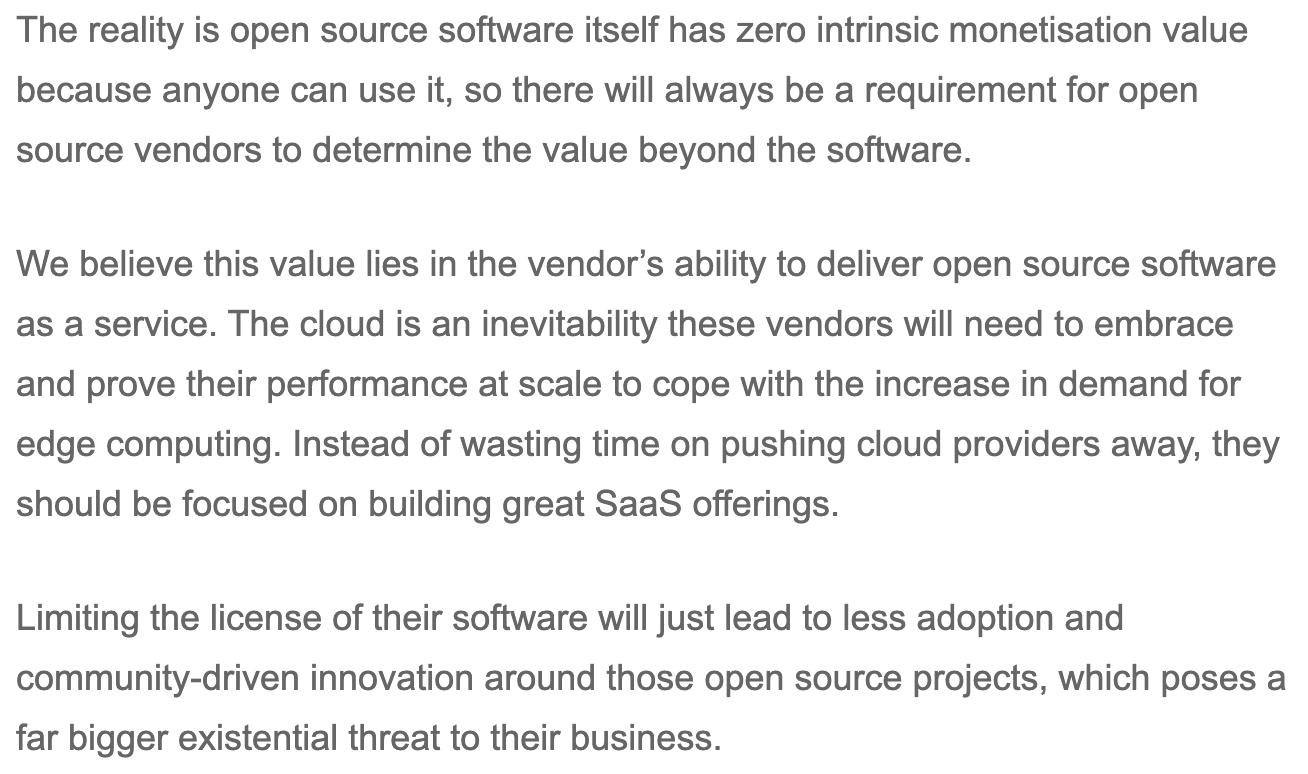 The reality is open source software itself has zero intrinsic monetisation value
because anyone can use it, so there will always be a requirement for open
source vendors to determine the value beyond the software.
We believe this value lies in the vendor’s ability to deliver open source software
as a service. The cloud is an inevitability these vendors will need to embrace
and prove their performance at scale to cope with the increase in demand for
edge computing. Instead of wasting time on pushing cloud providers away, they
should be focused on building great SaaS offerings.
Limiting the license of their software will just lead to less adoption and
community-driven innovation around those open source projects, which poses a
far bigger existential threat to their business.